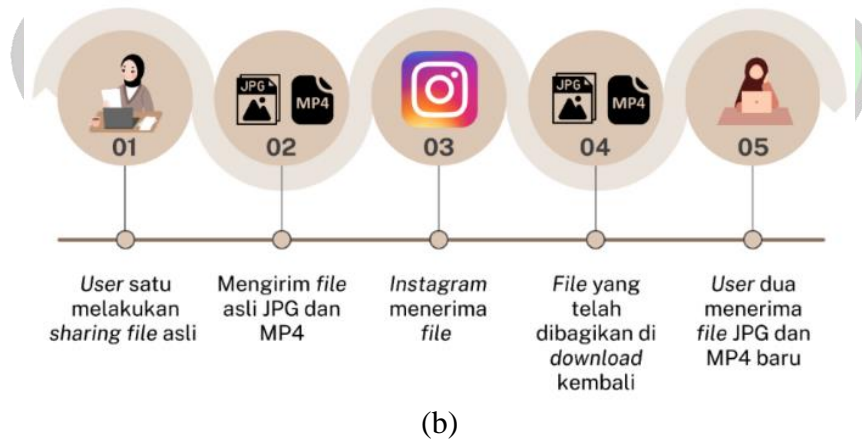 JPG MP4
JPG MP4
01 02 03 04 05
User satu
melakukan
sharing file asli
Mengirim file
asli JPG dan
MP4
Instagram
menerima
file
File yang
telah
dibagikan di
download
kembali
User dua
menerima
file JPG dan
MP4 baru
(b)